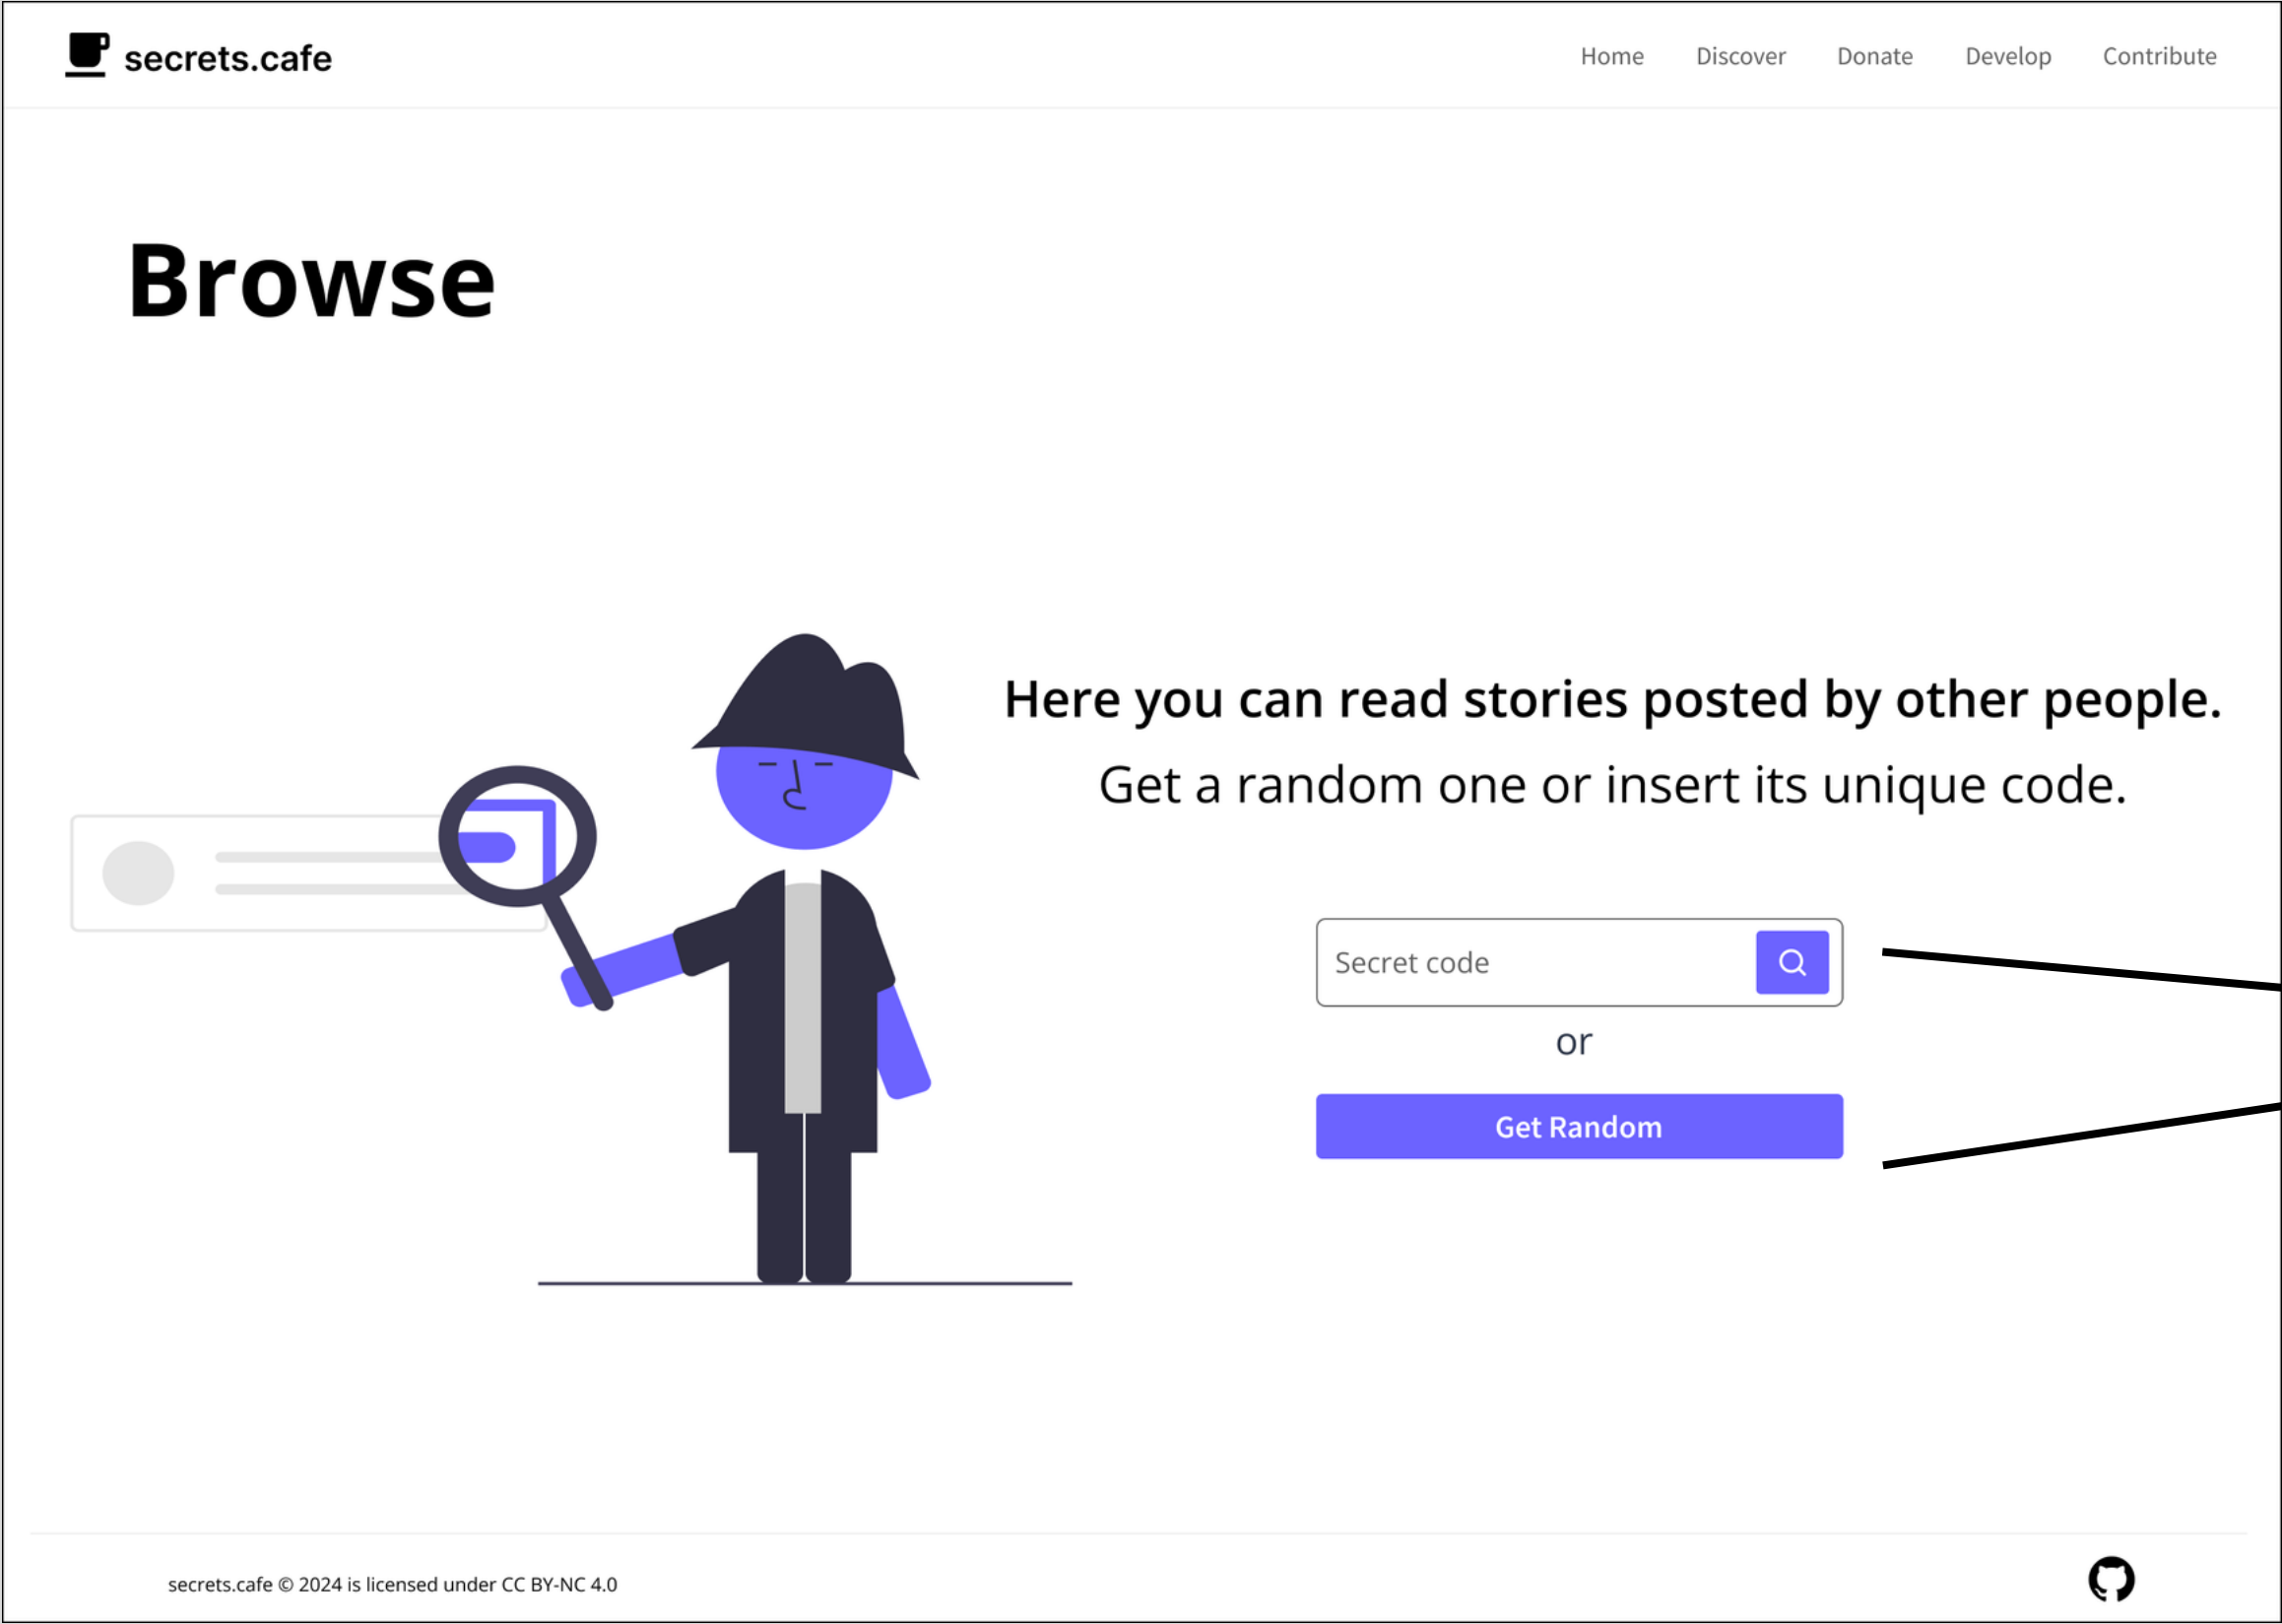 secrets.cafe
Home Discover Donate Develop Contribute
Browse
Here you can read stories posted by other people.
Get a random one or insert its unique code.
Secret code
or
Get Random
secrets.cafe © 2024 is licensed under CC BY-NC 4.0